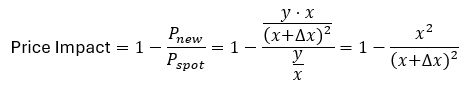 Price Impact = 1 − P_new / P_spot = 1 − (y · x / (x+Δx)²) / (y / x) = 1 − x² / (x+Δx)²